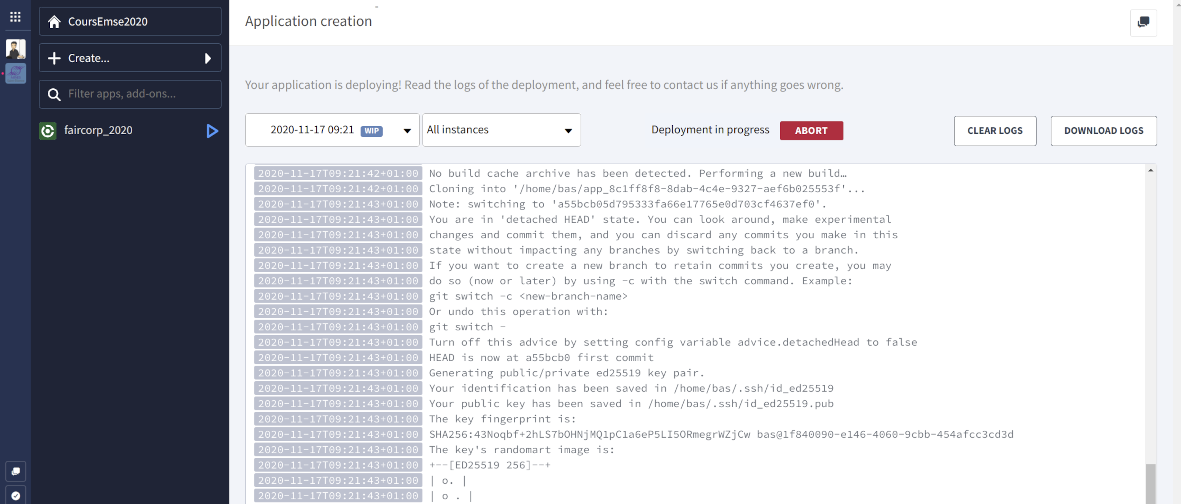 CoursEmse2020
Create...
Filter apps, add-ons...
faircorp_2020
Application creation
Your application is deploying! Read the logs of the deployment, and feel free to contact us if anything goes wrong.
2020-11-17 09:21 WIP All instances Deployment in progress ABORT CLEAR LOGS DOWNLOAD LOGS
2020-11-17T09:21:42+01:00 No build cache archive has been detected. Performing a new build…
2020-11-17T09:21:42+01:00 Cloning into '/home/bas/app_8c1ff8f8-8dab-4c4e-9327-aef6b025553f'...
2020-11-17T09:21:43+01:00 Note: switching to 'a55bcb05d795333fa66e17765e0d703cf4637ef0'.
2020-11-17T09:21:43+01:00 You are in 'detached HEAD' state. You can look around, make experimental
2020-11-17T09:21:43+01:00 changes and commit them, and you can discard any commits you make in this
2020-11-17T09:21:43+01:00 state without impacting any branches by switching back to a branch.
2020-11-17T09:21:43+01:00 If you want to create a new branch to retain commits you create, you may
2020-11-17T09:21:43+01:00 do so (now or later) by using -c with the switch command. Example:
2020-11-17T09:21:43+01:00 git switch -c <new-branch-name>
2020-11-17T09:21:43+01:00 Or undo this operation with:
2020-11-17T09:21:43+01:00 git switch -
2020-11-17T09:21:43+01:00 Turn off this advice by setting config variable advice.detachedHead to false
2020-11-17T09:21:43+01:00 HEAD is now at a55bcb0 first commit
2020-11-17T09:21:43+01:00 Generating public/private ed25519 key pair.
2020-11-17T09:21:43+01:00 Your identification has been saved in /home/bas/.ssh/id_ed25519
2020-11-17T09:21:43+01:00 Your public key has been saved in /home/bas/.ssh/id_ed25519.pub
2020-11-17T09:21:43+01:00 The key fingerprint is:
2020-11-17T09:21:43+01:00 SHA256:43Noqbf+2hLS7bOHNjMQ1pC1a6eP5LI5ORmegrWZjCw bas@1f840090-e146-4060-9cbb-454afcc3cd3d
2020-11-17T09:21:43+01:00 The key's randomart image is:
2020-11-17T09:21:43+01:00 +--[ED25519 256]--+
2020-11-17T09:21:43+01:00 | o. |
2020-11-17T09:21:43+01:00 | o . |